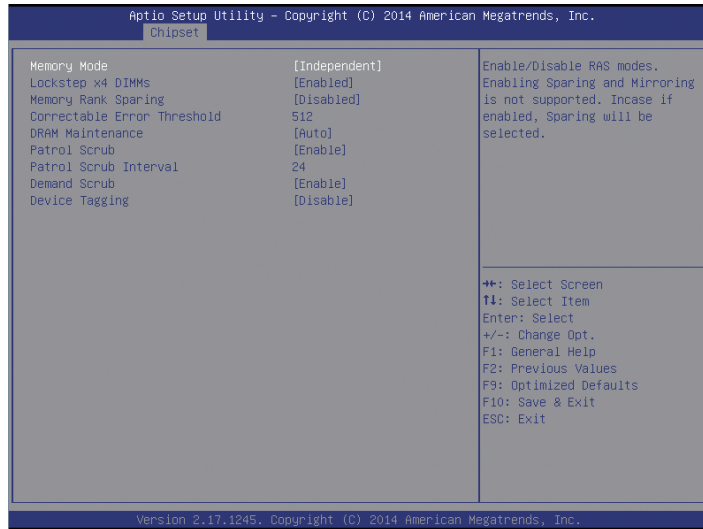 Aptio Setup Utility – Copyright (C) 2014 American Megatrends, Inc.
Chipset
Memory Mode [Independent]
Lockstep x4 DIMMs [Enabled]
Memory Rank Sparing [Disabled]
Correctable Error Threshold 512
DRAM Maintenance [Auto]
Patrol Scrub [Enable]
Patrol Scrub Interval 24
Demand Scrub [Enable]
Device Tagging [Disable]
Enable/Disable RAS modes.
Enabling Sparing and Mirroring
is not supported. Incase if
enabled, Sparing will be
selected.
→←: Select Screen
↑↓: Select Item
Enter: Select
+/-: Change Opt.
F1: General Help
F2: Previous Values
F9: Optimized Defaults
F10: Save & Exit
ESC: Exit
Version 2.17.1245. Copyright (C) 2014 American Megatrends, Inc.